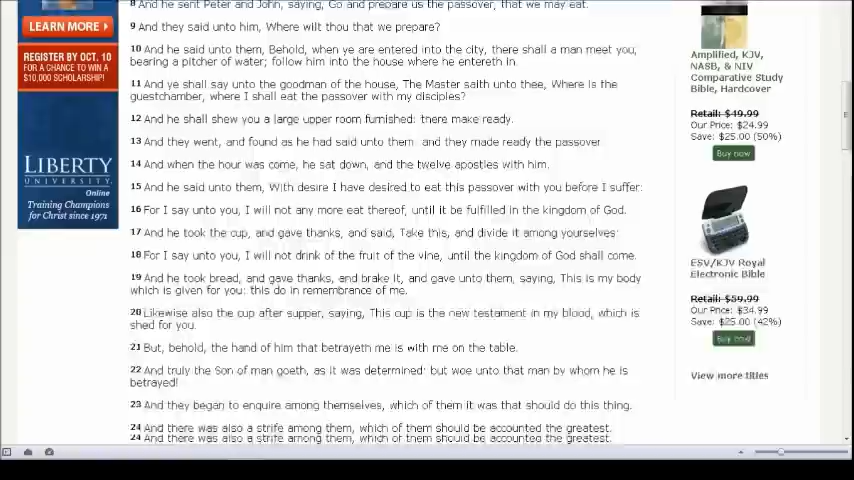 LEARN MORE
REGISTER BY OCT. 10
FOR A CHANCE TO WIN A
$10,000 SCHOLARSHIP!
LIBERTY
UNIVERSITY
Online
Training Champions
for Christ since 1971
8 And he sent Peter and John, saying, Go and prepare us the passover, that we may eat.
9 And they said unto him, Where wilt thou that we prepare?
10 And he said unto them, Behold, when ye are entered into the city, there shall a man meet you,
bearing a pitcher of water; follow him into the house where he entereth in.
11 And ye shall say unto the goodman of the house, The Master saith unto thee, Where is the
guestchamber, where I shall eat the passover with my disciples?
12 And he shall shew you a large upper room furnished: there make ready.
13 And they went, and found as he had said unto them: and they made ready the passover.
14 And when the hour was come, he sat down, and the twelve apostles with him.
15 And he said unto them, With desire I have desired to eat this passover with you before I suffer:
16 For I say unto you, I will not any more eat thereof, until it be fulfilled in the kingdom of God.
17 And he took the cup, and gave thanks, and said, Take this, and divide it among yourselves:
18 For I say unto you, I will not drink of the fruit of the vine, until the kingdom of God shall come.
19 And he took bread, and gave thanks, and brake it, and gave unto them, saying, This is my body
which is given for you: this do in remembrance of me.
20 Likewise also the cup after supper, saying, This cup is the new testament in my blood, which is
shed for you.
21 But, behold, the hand of him that betrayeth me is with me on the table.
22 And truly the Son of man goeth, as it was determined: but woe unto that man by whom he is
betrayed!
23 And they began to enquire among themselves, which of them it was that should do this thing.
24 And there was also a strife among them, which of them should be accounted the greatest.
24 And there was also a strife among them, which of them should be accounted the greatest.
Amplified, KJV,
NASB, & NIV
Comparative Study
Bible, Hardcover
Retail: $49.99
Our Price: $24.99
Save: $25.00 (50%)
Buy now
ESV/KJV Royal
Electronic Bible
Retail: $59.99
Our Price: $34.99
Save: $25.00 (42%)
Buy now
View more titles